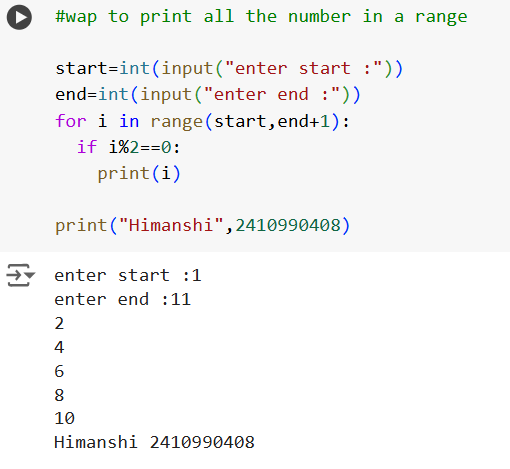 #wap to print all the number in a range
start=int(input("enter start :"))
end=int(input("enter end :"))
for i in range(start,end+1):
  if i%2==0:
    print(i)
print("Himanshi",2410990408)
enter start :1
enter end :11
2
4
6
8
10
Himanshi 2410990408